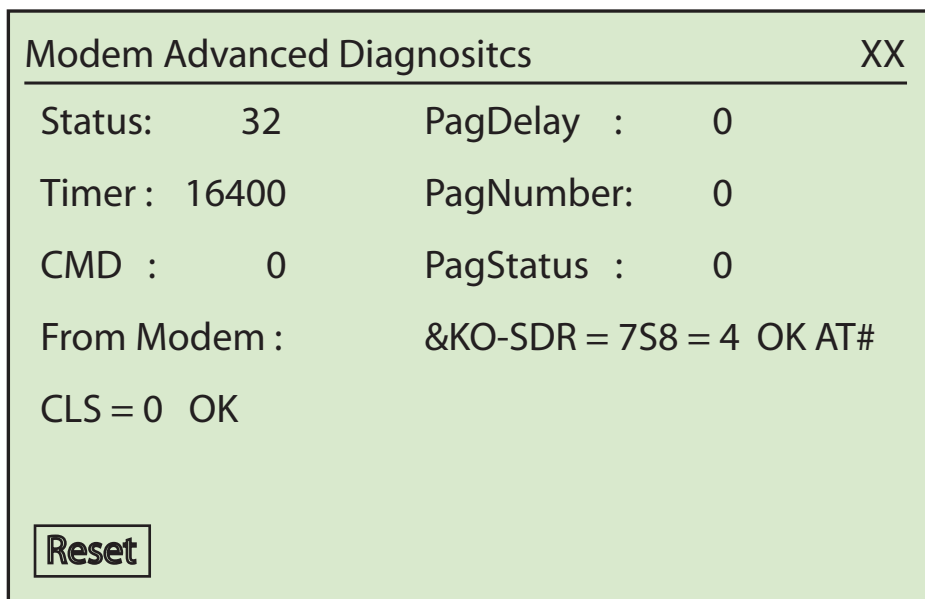 Modem Advanced Diagnositcs XX
Status: 32 PagDelay : 0
Timer : 16400 PagNumber: 0
CMD : 0 PagStatus : 0
From Modem : &KO-SDR = 7S8 = 4 OK AT#
CLS = 0 OK
Reset